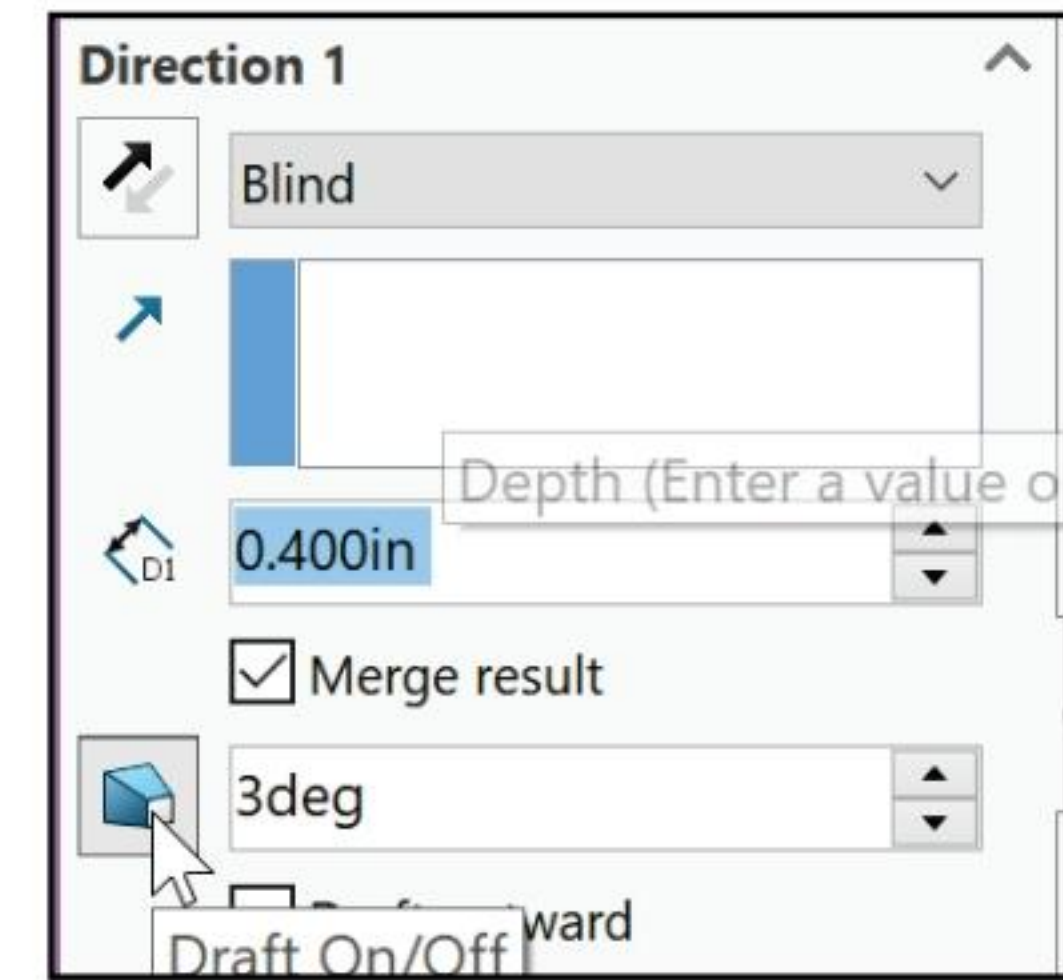 Direction 1
Blind
Depth (Enter a value o
D1 0.400in
Merge result
3deg
ward
Draft On/Off